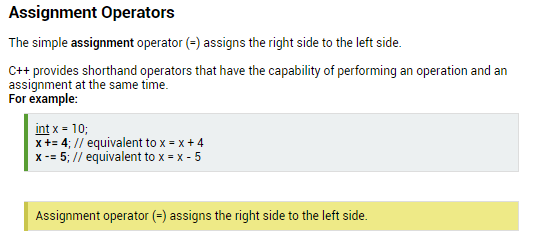 Assignment Operators
The simple assignment operator (=) assigns the right side to the left side.
C++ provides shorthand operators that have the capability of performing an operation and an
assignment at the same time.
For example:
int x = 10;
x += 4; // equivalent to x = x + 4
x -= 5; // equivalent to x = x - 5
Assignment operator (=) assigns the right side to the left side.